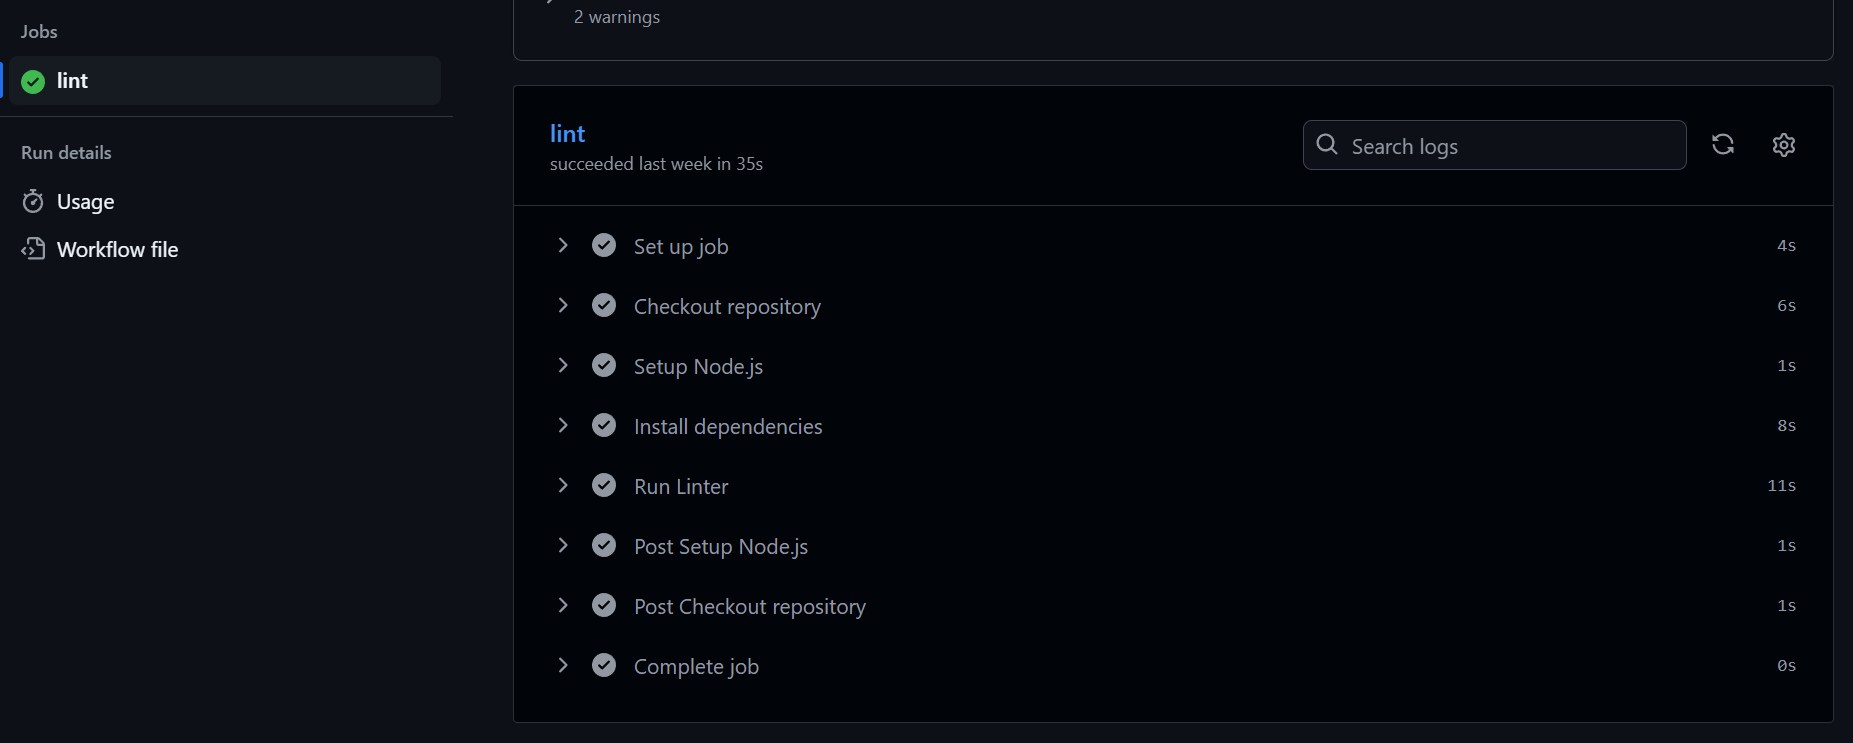 Jobs
lint
Run details
Usage
Workflow file
2 warnings
lint
succeeded last week in 35s
Search logs
Set up job 4s
Checkout repository 6s
Setup Node.js 1s
Install dependencies 8s
Run Linter 11s
Post Setup Node.js 1s
Post Checkout repository 1s
Complete job 0s